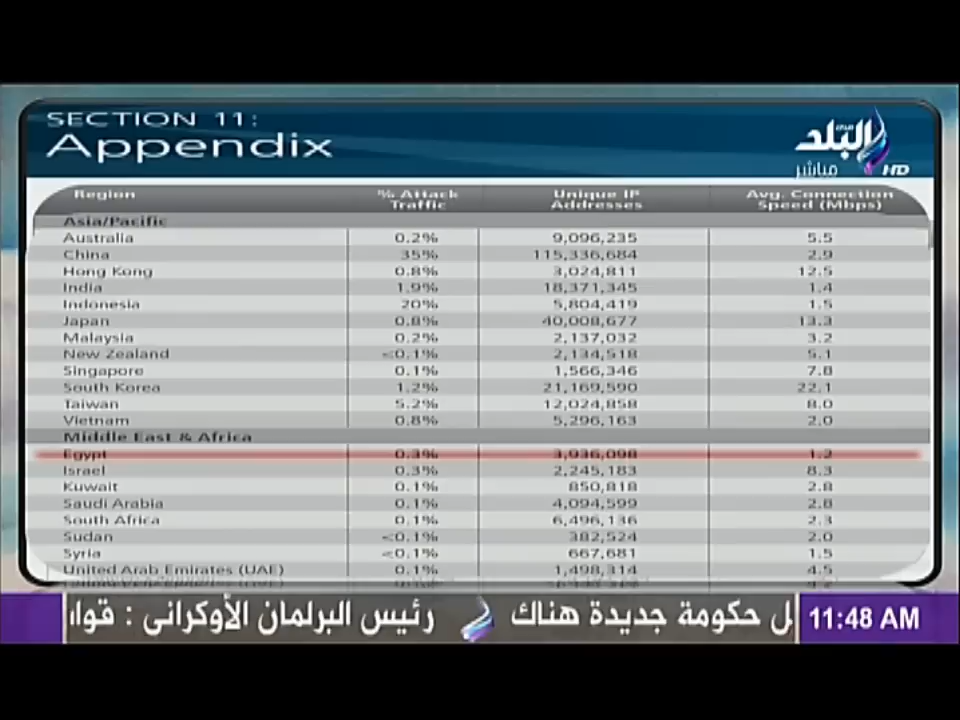 SECTION 11:
Appendix
صدى
البلد
مباشر HD
Region % Attack Traffic Unique IP Addresses Avg. Connection Speed (Mbps)
Asia/Pacific
Australia 0.2% 9,096,235 5.5
China 35% 115,336,684 2.9
Hong Kong 0.8% 3,024,811 12.5
India 1.9% 18,371,345 1.4
Indonesia 20% 5,804,419 1.5
Japan 0.8% 40,008,677 13.3
Malaysia 0.2% 2,137,032 3.2
New Zealand <0.1% 2,134,518 5.1
Singapore 0.1% 1,566,346 7.8
South Korea 1.2% 21,169,590 22.1
Taiwan 5.2% 12,024,858 8.0
Vietnam 0.8% 5,296,163 2.0
Middle East & Africa
Egypt 0.3% 3,936,098 1.2
Israel 0.3% 2,245,183 8.3
Kuwait 0.1% 850,818 2.8
Saudi Arabia 0.1% 4,094,599 2.8
South Africa 0.1% 6,496,136 2.3
Sudan <0.1% 382,524 2.0
Syria <0.1% 667,681 1.5
United Arab Emirates (UAE) 0.1% 1,498,314 4.5
ل حكومة جديدة هناك رئيس البرلمان الأوكرانى : قوا
11:48 AM